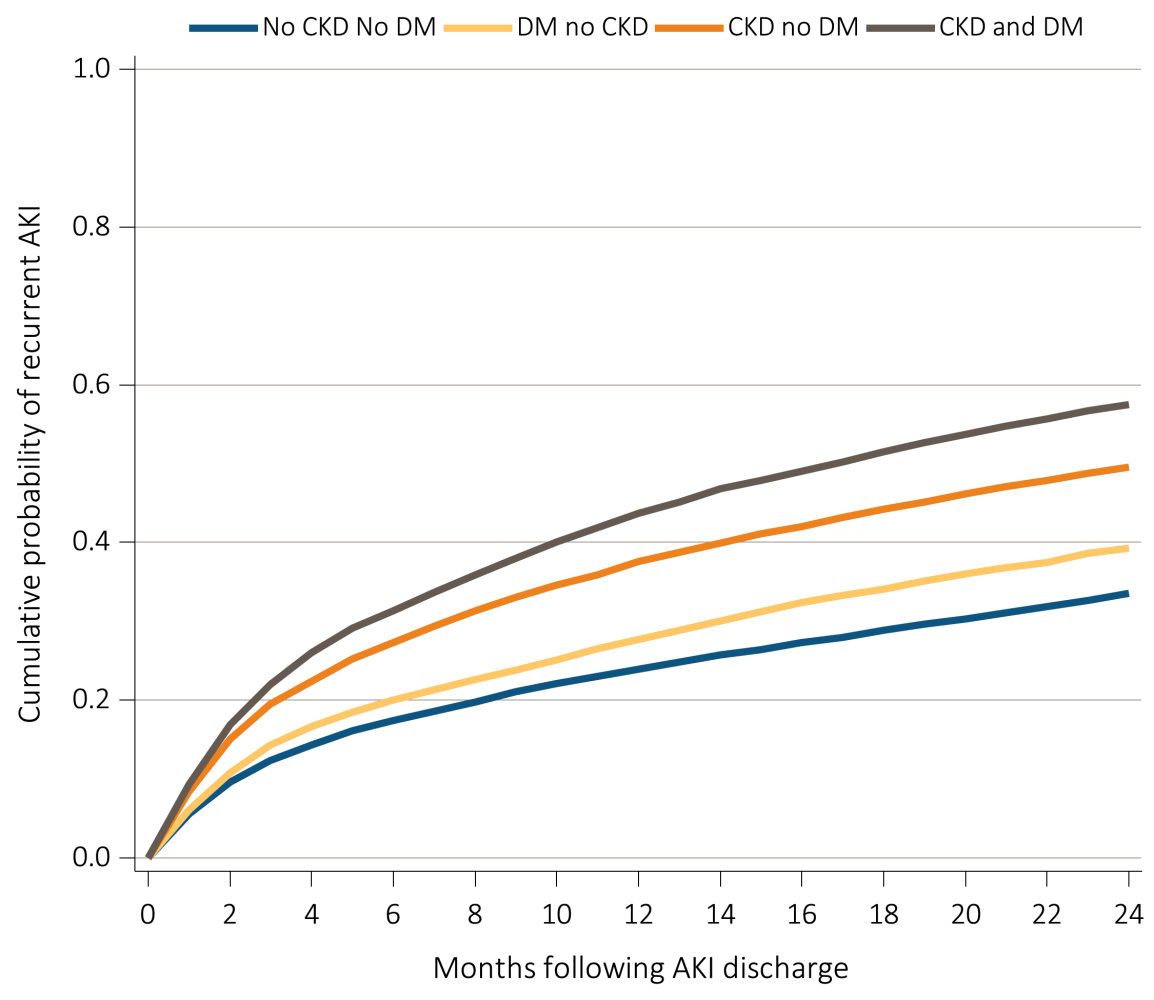 No CKD No DM DM no CKD CKD no DM CKD and DM
1.0
0.8
0.6
0.4
0.2
0.0
Cumulative probability of recurrent AKI
0 2 4 6 8 10 12 14 16 18 20 22 24
Months following AKI discharge